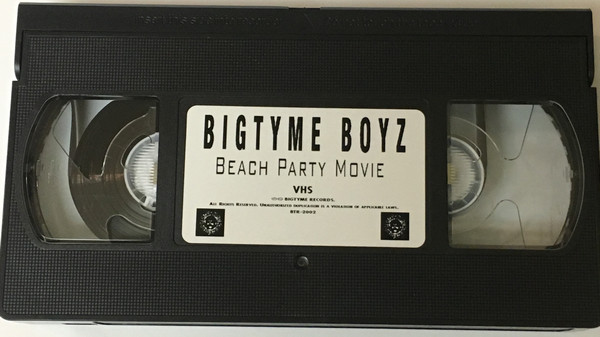 BIGTYME BOYZ
BEACH PARTY MOVIE
VHS
BIGTYME RECORDS.
ALL RIGHTS RESERVED. UNAUTHORIZED DUPLICATION IS A VIOLATION OF APPLICABLE LAWS.
BTR-2002